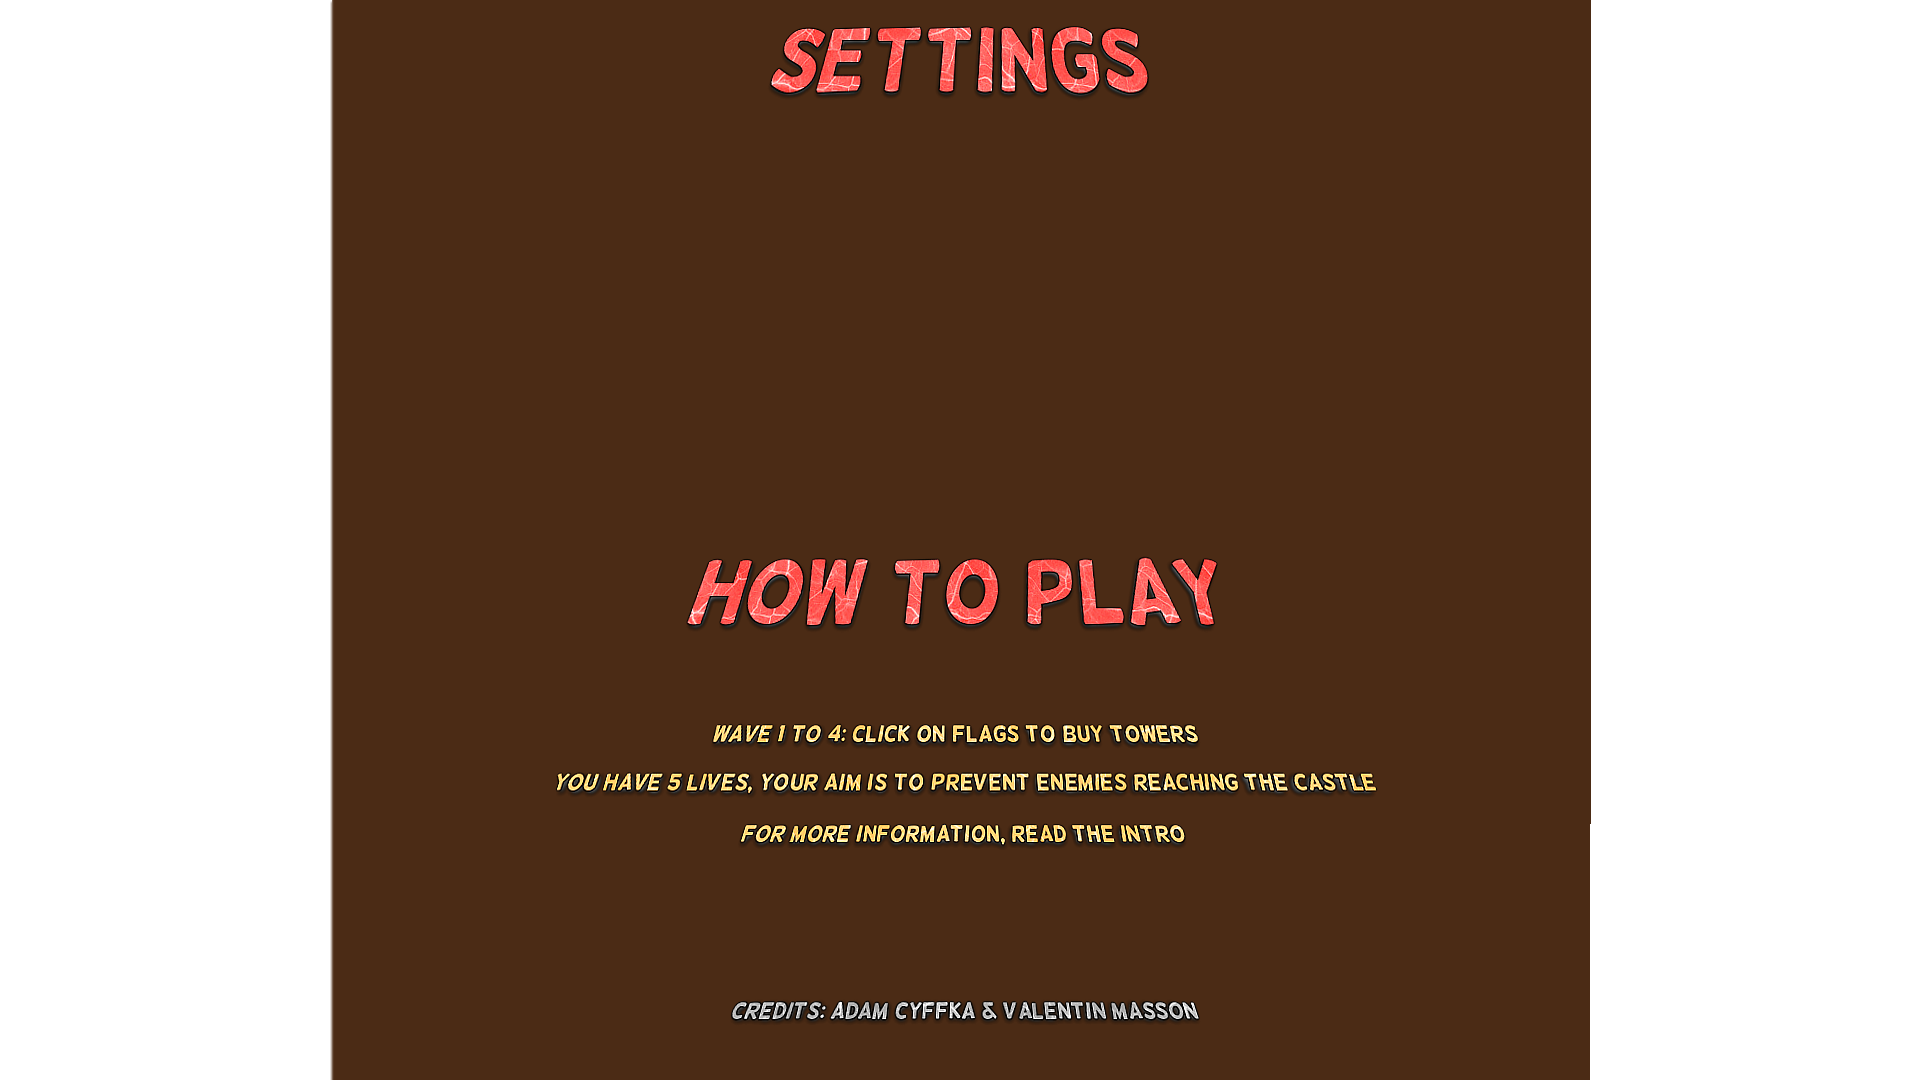 SETTINGS
HOW TO PLAY
WAVE 1 TO 4: CLICK ON FLAGS TO BUY TOWERS
YOU HAVE 5 LIVES, YOUR AIM IS TO PREVENT ENEMIES REACHING THE CASTLE
FOR MORE INFORMATION, READ THE INTRO
CREDITS: ADAM CYFFKA & VALENTIN MASSON